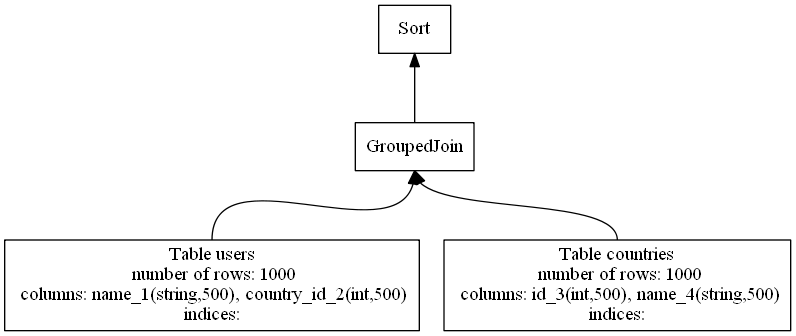 Sort
GroupedJoin
Table users
number of rows: 1000
columns: name_1(string,500), country_id_2(int,500)
indices:
Table countries
number of rows: 1000
columns: id_3(int,500), name_4(string,500)
indices: